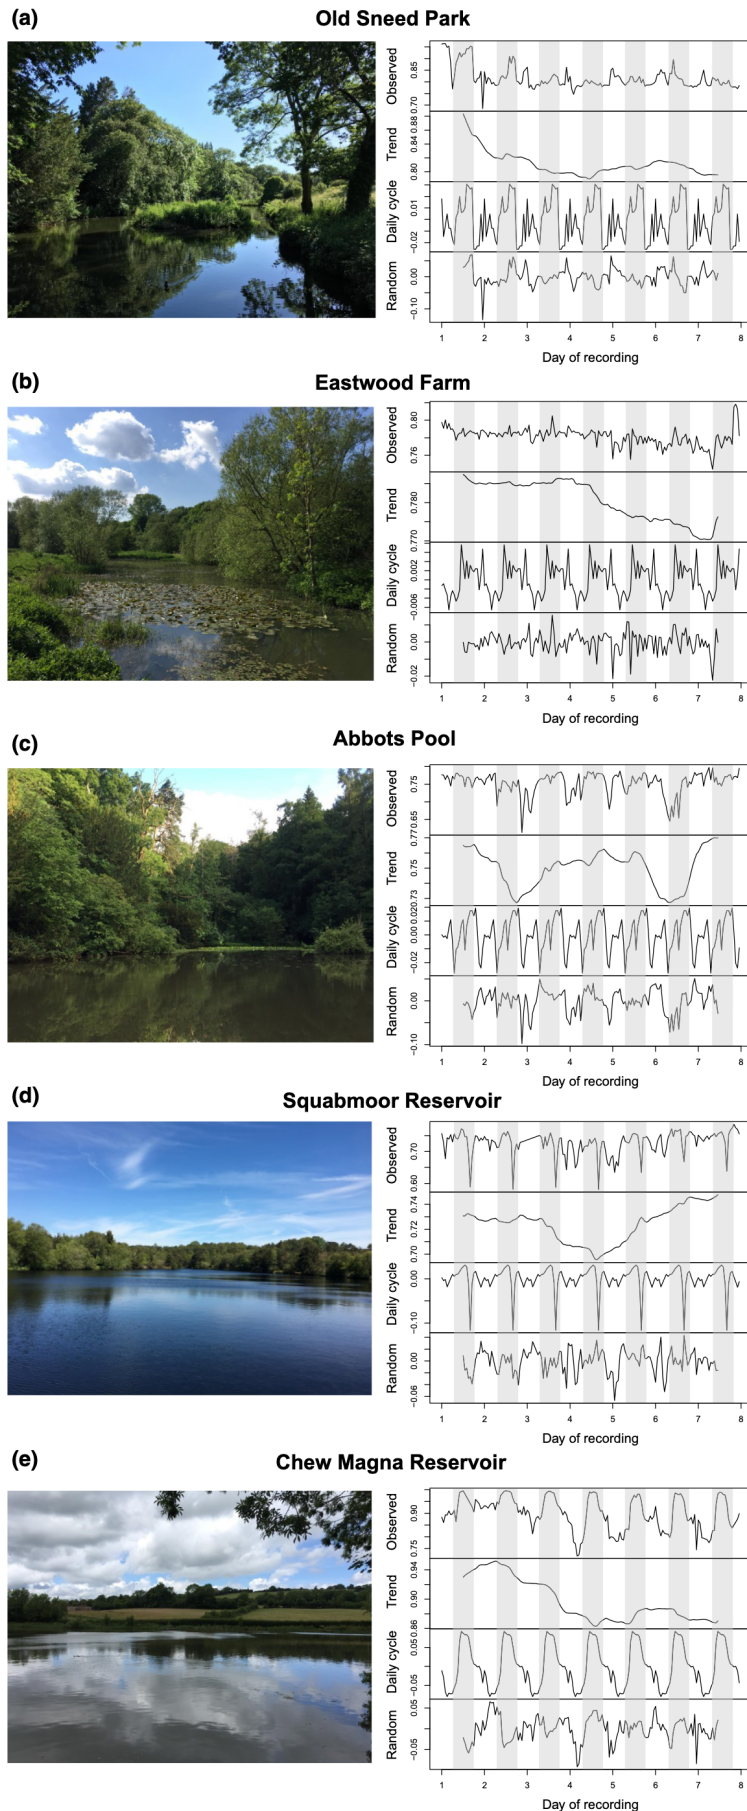 (a) Old Sneed Park
Observed
0.85
0.70
Trend
0.88
0.84
0.80
Daily cycle
0.01
−0.02
Random
0.00
−0.10
1 2 3 4 5 6 7 8
Day of recording
(b) Eastwood Farm
Observed
0.80
0.76
Trend
0.780
0.770
Daily cycle
0.002
−0.006
Random
0.00
−0.02
1 2 3 4 5 6 7 8
Day of recording
(c) Abbots Pool
Observed
0.75
0.65
Trend
0.77
0.75
0.73
Daily cycle
0.020
0.00
−0.02
Random
0.00
−0.10
1 2 3 4 5 6 7 8
Day of recording
(d) Squabmoor Reservoir
Observed
0.70
0.60
Trend
0.74
0.72
0.70
Daily cycle
0.00
−0.10
Random
0.00
−0.06
1 2 3 4 5 6 7 8
Day of recording
(e) Chew Magna Reservoir
Observed
0.90
0.75
Trend
0.94
0.90
0.86
Daily cycle
0.05
−0.05
Random
0.05
−0.05
1 2 3 4 5 6 7 8
Day of recording